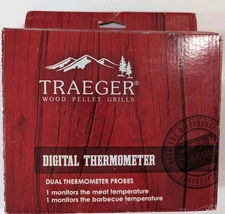 TRAEGER®
WOOD PELLET GRILLS
DIGITAL THERMOMETER
DUAL THERMOMETER PROBES
1 monitors the meat temperature
1 monitors the barbecue temperature
TRAEGER